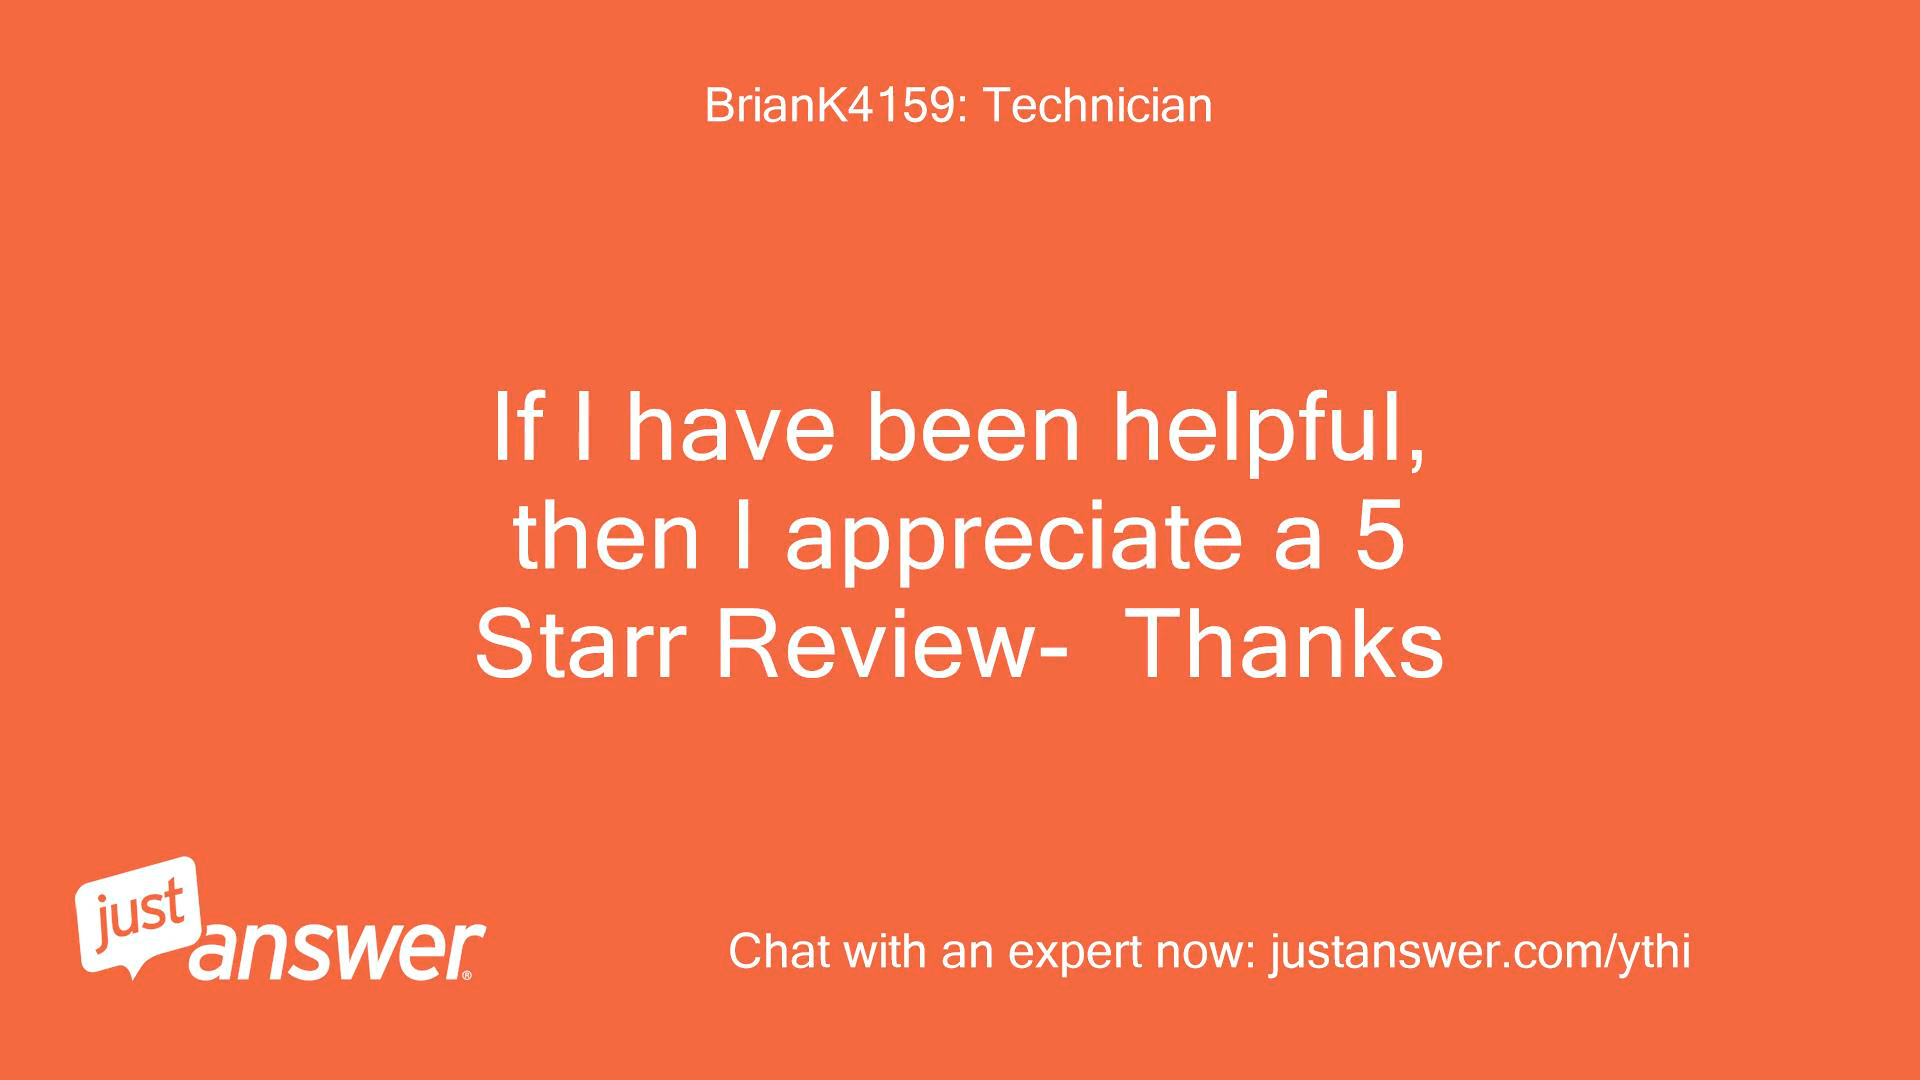 BrianK4159: Technician
If I have been helpful,
then I appreciate a 5
Starr Review-  Thanks
just
answer®
Chat with an expert now: justanswer.com/ythi